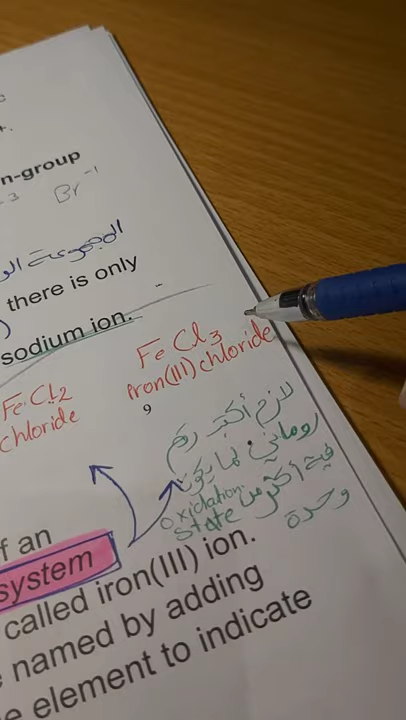 n-group
Br⁻¹
المجموعة
there is only
sodium ion.
FeCl3
Iron(III) chloride
FeCl2
chloride
لازم أكتب رقم
روماني لما يكون
فيه أكثر من
oxidation
state
وحدة
f an
system
called iron(III) ion.
named by adding
e element to indicate